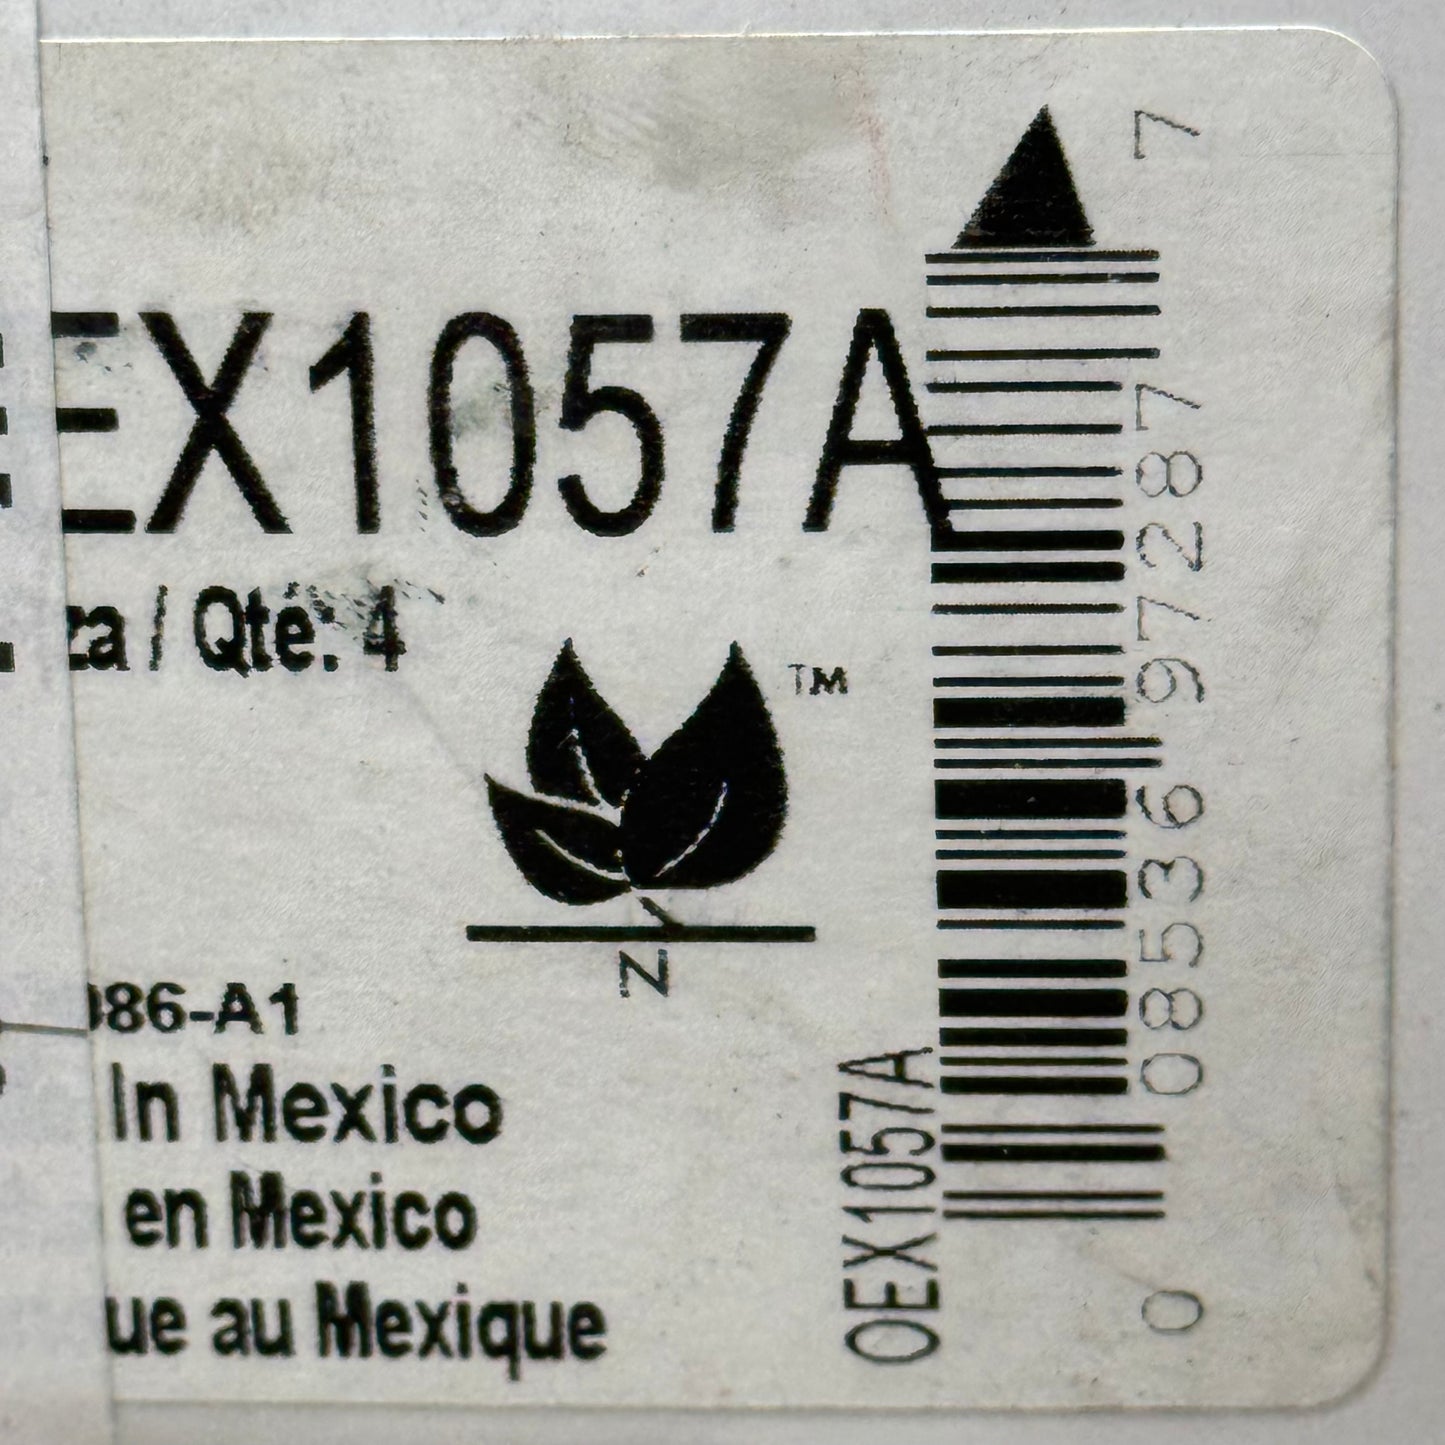 EX1057A
za / Qté: 4
TM
N
086-A1
In Mexico
en Mexico
ue au Mexique
OEX1057A
0 08536 97287 7